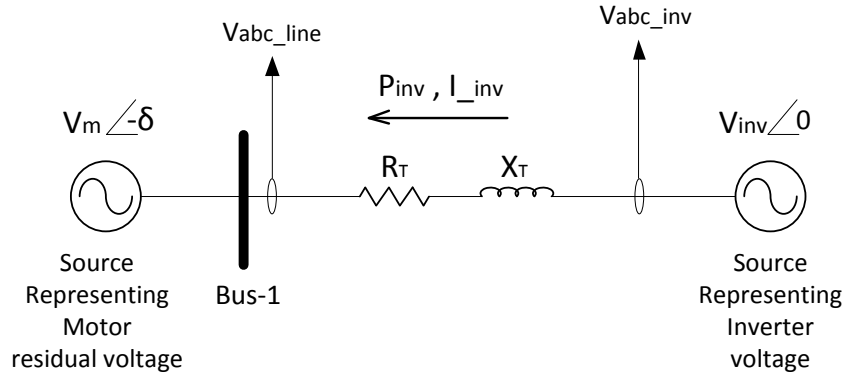 Vabc_line
Vabc_inv
Pinv , I_inv
Vm∠-δ
Vinv∠0
RT
XT
Bus-1
Source
Representing
Motor
residual voltage
Source
Representing
Inverter
voltage